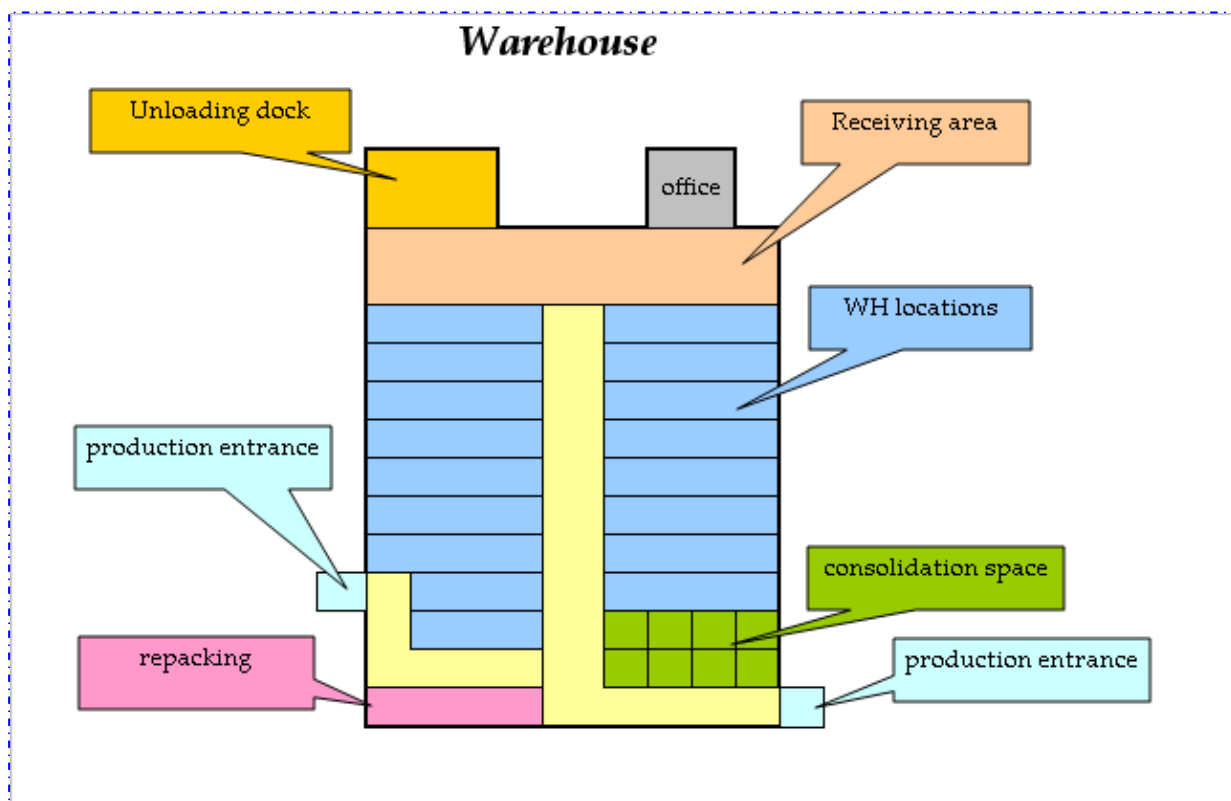 Warehouse
Unloading dock
Receiving area
office
WH locations
production entrance
consolidation space
repacking
production entrance